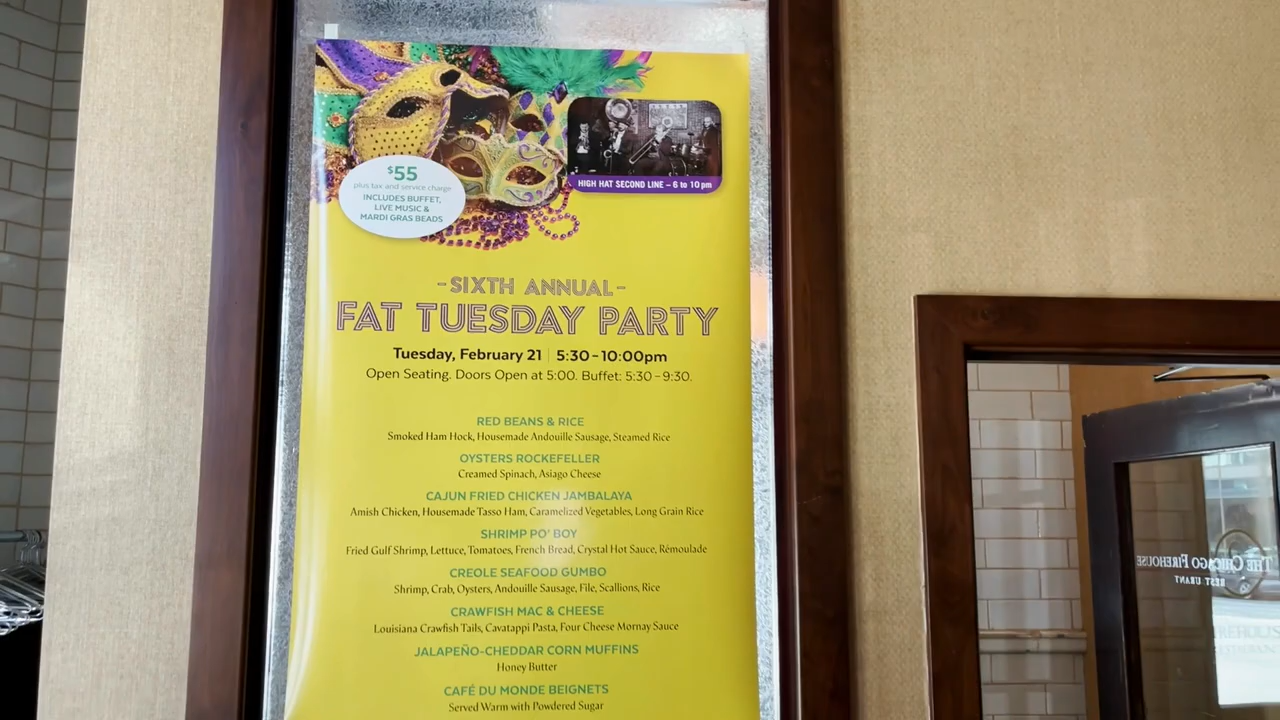 $55
plus tax and service charge
INCLUDES BUFFET,
LIVE MUSIC &
MARDI GRAS BEADS
HIGH HAT SECOND LINE – 6 to 10 pm
- SIXTH ANNUAL -
FAT TUESDAY PARTY
Tuesday, February 21 | 5:30 – 10:00pm
Open Seating. Doors Open at 5:00. Buffet: 5:30 – 9:30.
RED BEANS & RICE
Smoked Ham Hock, Housemade Andouille Sausage, Steamed Rice
OYSTERS ROCKEFELLER
Creamed Spinach, Asiago Cheese
CAJUN FRIED CHICKEN JAMBALAYA
Amish Chicken, Housemade Tasso Ham, Caramelized Vegetables, Long Grain Rice
SHRIMP PO' BOY
Fried Gulf Shrimp, Lettuce, Tomatoes, French Bread, Crystal Hot Sauce, Rémoulade
CREOLE SEAFOOD GUMBO
Shrimp, Crab, Oysters, Andouille Sausage, File, Scallions, Rice
CRAWFISH MAC & CHEESE
Louisiana Crawfish Tails, Cavatappi Pasta, Four Cheese Mornay Sauce
JALAPEÑO-CHEDDAR CORN MUFFINS
Honey Butter
CAFÉ DU MONDE BEIGNETS
Served Warm with Powdered Sugar
THE CHICAGO FIREHOUSE